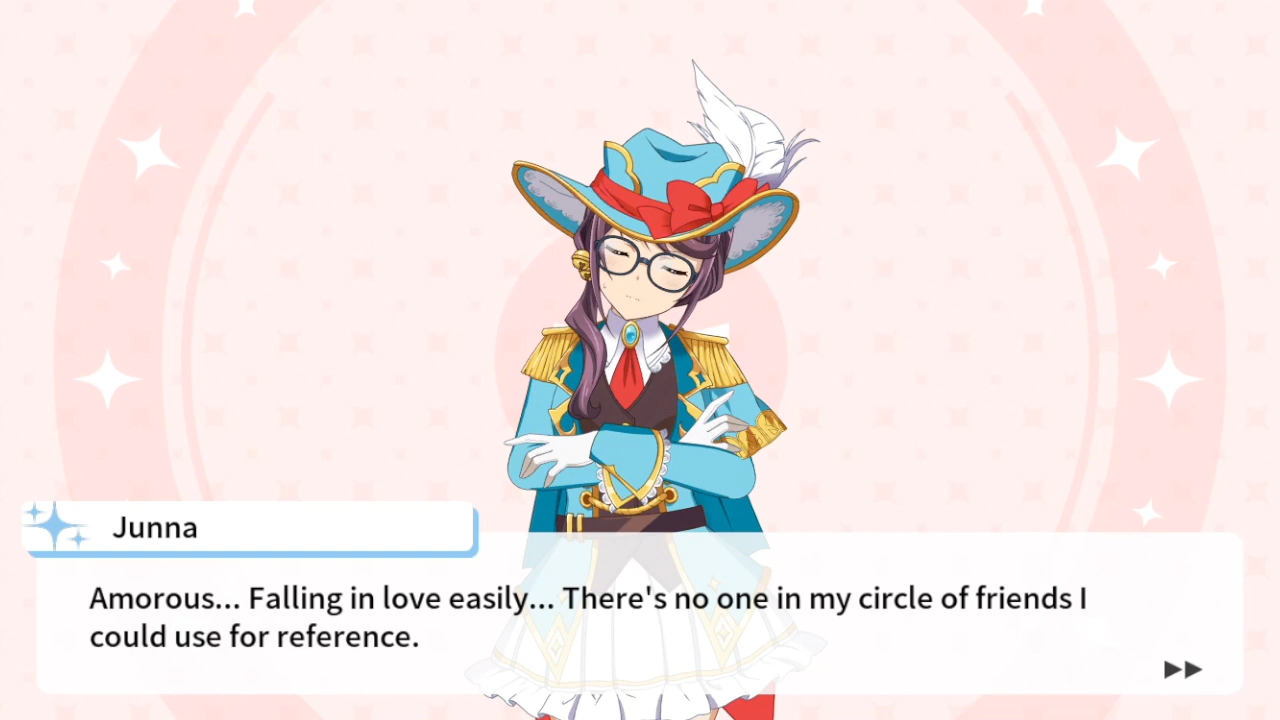 Junna
Amorous... Falling in love easily... There's no one in my circle of friends I
could use for reference.